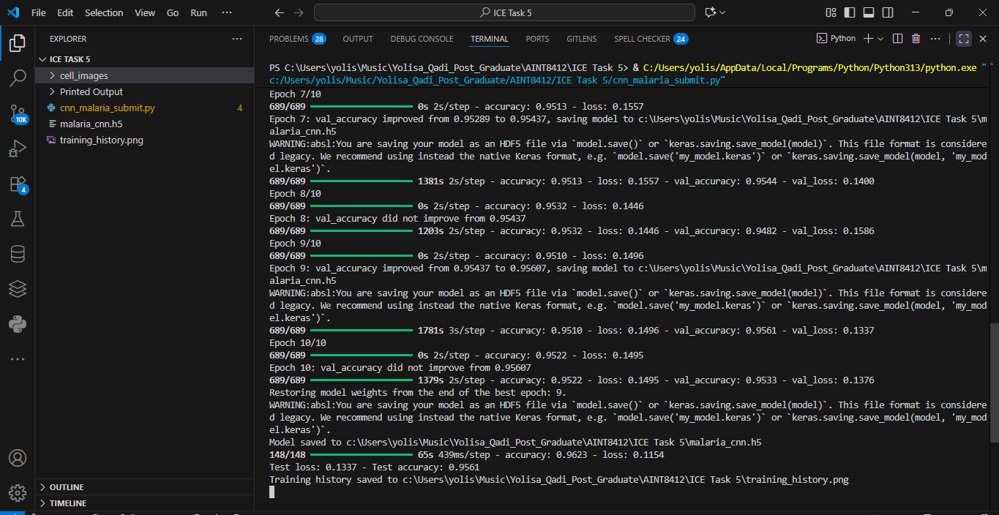 File Edit Selection View Go Run ··· ICE Task 5
EXPLORER ···
ICE TASK 5
cell_images
Printed Output
cnn_malaria_submit.py 4
malaria_cnn.h5
training_history.png
10K
4
OUTLINE
TIMELINE
PROBLEMS 28 OUTPUT DEBUG CONSOLE TERMINAL PORTS GITLENS SPELL CHECKER 24 Python
PS C:\Users\yolis\Music\Yolisa_Qadi_Post_Graduate\AINT8412\ICE Task 5> & C:/Users/yolis/AppData/Local/Programs/Python/Python313/python.exe "
c:/Users/yolis/Music/Yolisa_Qadi_Post_Graduate/AINT8412/ICE Task 5/cnn_malaria_submit.py"
Epoch 7/10
689/689 0s 2s/step - accuracy: 0.9513 - loss: 0.1557
Epoch 7: val_accuracy improved from 0.95289 to 0.95437, saving model to c:\Users\yolis\Music\Yolisa_Qadi_Post_Graduate\AINT8412\ICE Task 5\m
alaria_cnn.h5
WARNING:absl:You are saving your model as an HDF5 file via `model.save()` or `keras.saving.save_model(model)`. This file format is considere
d legacy. We recommend using instead the native Keras format, e.g. `model.save('my_model.keras')` or `keras.saving.save_model(model, 'my_mod
el.keras')`.
689/689 1381s 2s/step - accuracy: 0.9513 - loss: 0.1557 - val_accuracy: 0.9544 - val_loss: 0.1400
Epoch 8/10
689/689 0s 2s/step - accuracy: 0.9532 - loss: 0.1446
Epoch 8: val_accuracy did not improve from 0.95437
689/689 1203s 2s/step - accuracy: 0.9532 - loss: 0.1446 - val_accuracy: 0.9482 - val_loss: 0.1586
Epoch 9/10
689/689 0s 2s/step - accuracy: 0.9510 - loss: 0.1496
Epoch 9: val_accuracy improved from 0.95437 to 0.95607, saving model to c:\Users\yolis\Music\Yolisa_Qadi_Post_Graduate\AINT8412\ICE Task 5\m
alaria_cnn.h5
WARNING:absl:You are saving your model as an HDF5 file via `model.save()` or `keras.saving.save_model(model)`. This file format is considere
d legacy. We recommend using instead the native Keras format, e.g. `model.save('my_model.keras')` or `keras.saving.save_model(model, 'my_mod
el.keras')`.
689/689 1781s 3s/step - accuracy: 0.9510 - loss: 0.1496 - val_accuracy: 0.9561 - val_loss: 0.1337
Epoch 10/10
689/689 0s 2s/step - accuracy: 0.9522 - loss: 0.1495
Epoch 10: val_accuracy did not improve from 0.95607
689/689 1379s 2s/step - accuracy: 0.9522 - loss: 0.1495 - val_accuracy: 0.9533 - val_loss: 0.1376
Restoring model weights from the end of the best epoch: 9.
WARNING:absl:You are saving your model as an HDF5 file via `model.save()` or `keras.saving.save_model(model)`. This file format is considere
d legacy. We recommend using instead the native Keras format, e.g. `model.save('my_model.keras')` or `keras.saving.save_model(model, 'my_mod
el.keras')`.
Model saved to c:\Users\yolis\Music\Yolisa_Qadi_Post_Graduate\AINT8412\ICE Task 5\malaria_cnn.h5
148/148 65s 439ms/step - accuracy: 0.9623 - loss: 0.1154
Test loss: 0.1337 - Test accuracy: 0.9561
Training history saved to c:\Users\yolis\Music\Yolisa_Qadi_Post_Graduate\AINT8412\ICE Task 5\training_history.png